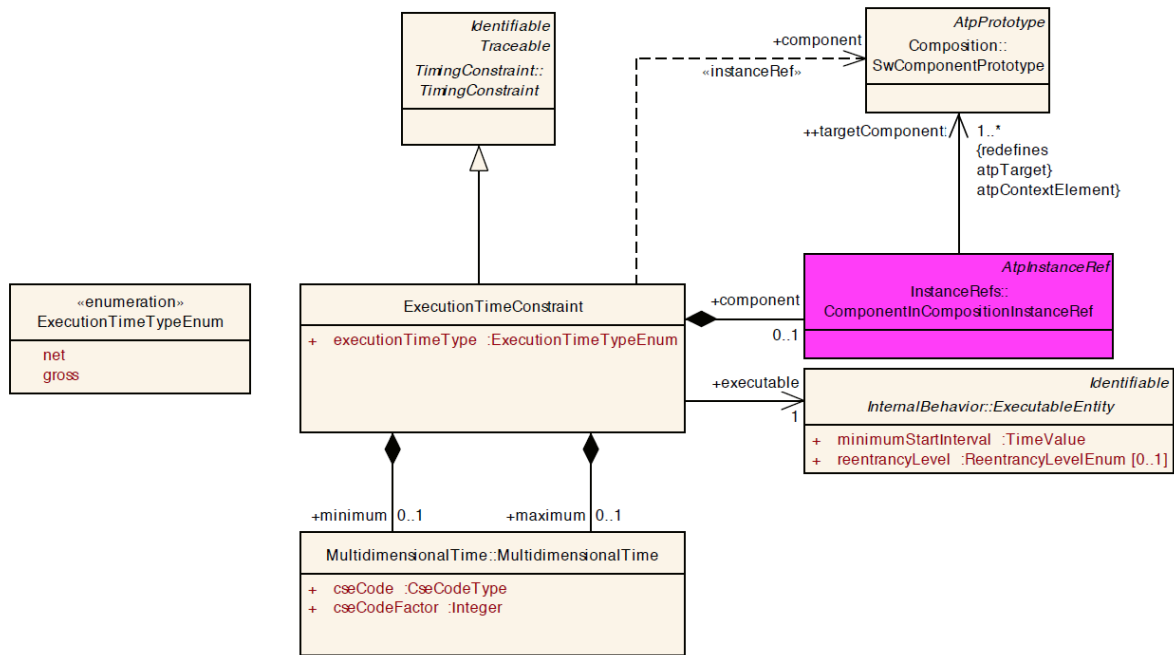 Identifiable
Traceable
TimingConstraint::
TimingConstraint
AtpPrototype
Composition::
SwComponentPrototype
+component
«instanceRef»
++targetComponent:
1..*
{redefines
atpTarget}
atpContextElement}
«enumeration»
ExecutionTimeTypeEnum
net
gross
ExecutionTimeConstraint
+ executionTimeType :ExecutionTimeTypeEnum
+component
0..1
AtpInstanceRef
InstanceRefs::
ComponentInCompositionInstanceRef
+executable
1
Identifiable
InternalBehavior::ExecutableEntity
+ minimumStartInterval :TimeValue
+ reentrancyLevel :ReentrancyLevelEnum [0..1]
+minimum 0..1
+maximum 0..1
MultidimensionalTime::MultidimensionalTime
+ cseCode :CseCodeType
+ cseCodeFactor :Integer